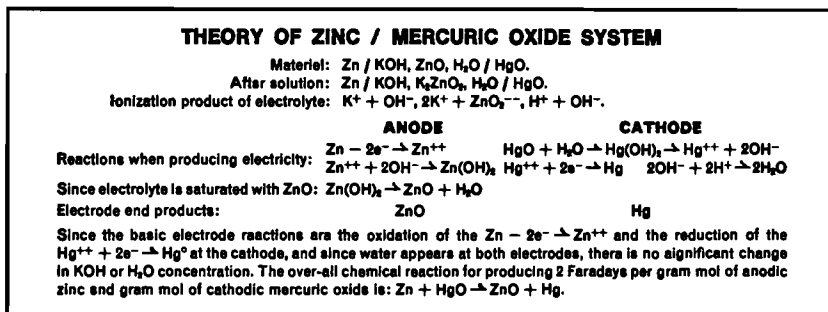 THEORY OF ZINC / MERCURIC OXIDE SYSTEM
Materiel: Zn / KOH, ZnO, H₂O / HgO.
After solution: Zn / KOH, K₂ZnO₂, H₂O / HgO.
Ionization product of electrolyte: K⁺ + OH⁻, 2K⁺ + ZnO₂⁻⁻, H⁺ + OH⁻.
ANODE CATHODE
Zn − 2e⁻ → Zn⁺⁺ HgO + H₂O → Hg(OH)₂ → Hg⁺⁺ + 2OH⁻
Reactions when producing electricity: Zn⁺⁺ + 2OH⁻ → Zn(OH)₂ Hg⁺⁺ + 2e⁻ → Hg 2OH⁻ + 2H⁺ → 2H₂O
Since electrolyte is saturated with ZnO: Zn(OH)₂ → ZnO + H₂O
Electrode end products: ZnO Hg
Since the basic electrode raactions ara the oxidation of the Zn − 2e⁻ → Zn⁺⁺ and the reduction of the
Hg⁺⁺ + 2e⁻ → Hg° at the cathode, and since water appears at both electrodes, thera is no aignificant change
in KOH or H₂O concentration. The over-all chemical reaction for producing 2 Faradays per gram mol of anodic
zinc and gram mol of cathodic mercuric oxids is: Zn + HgO → ZnO + Hg.